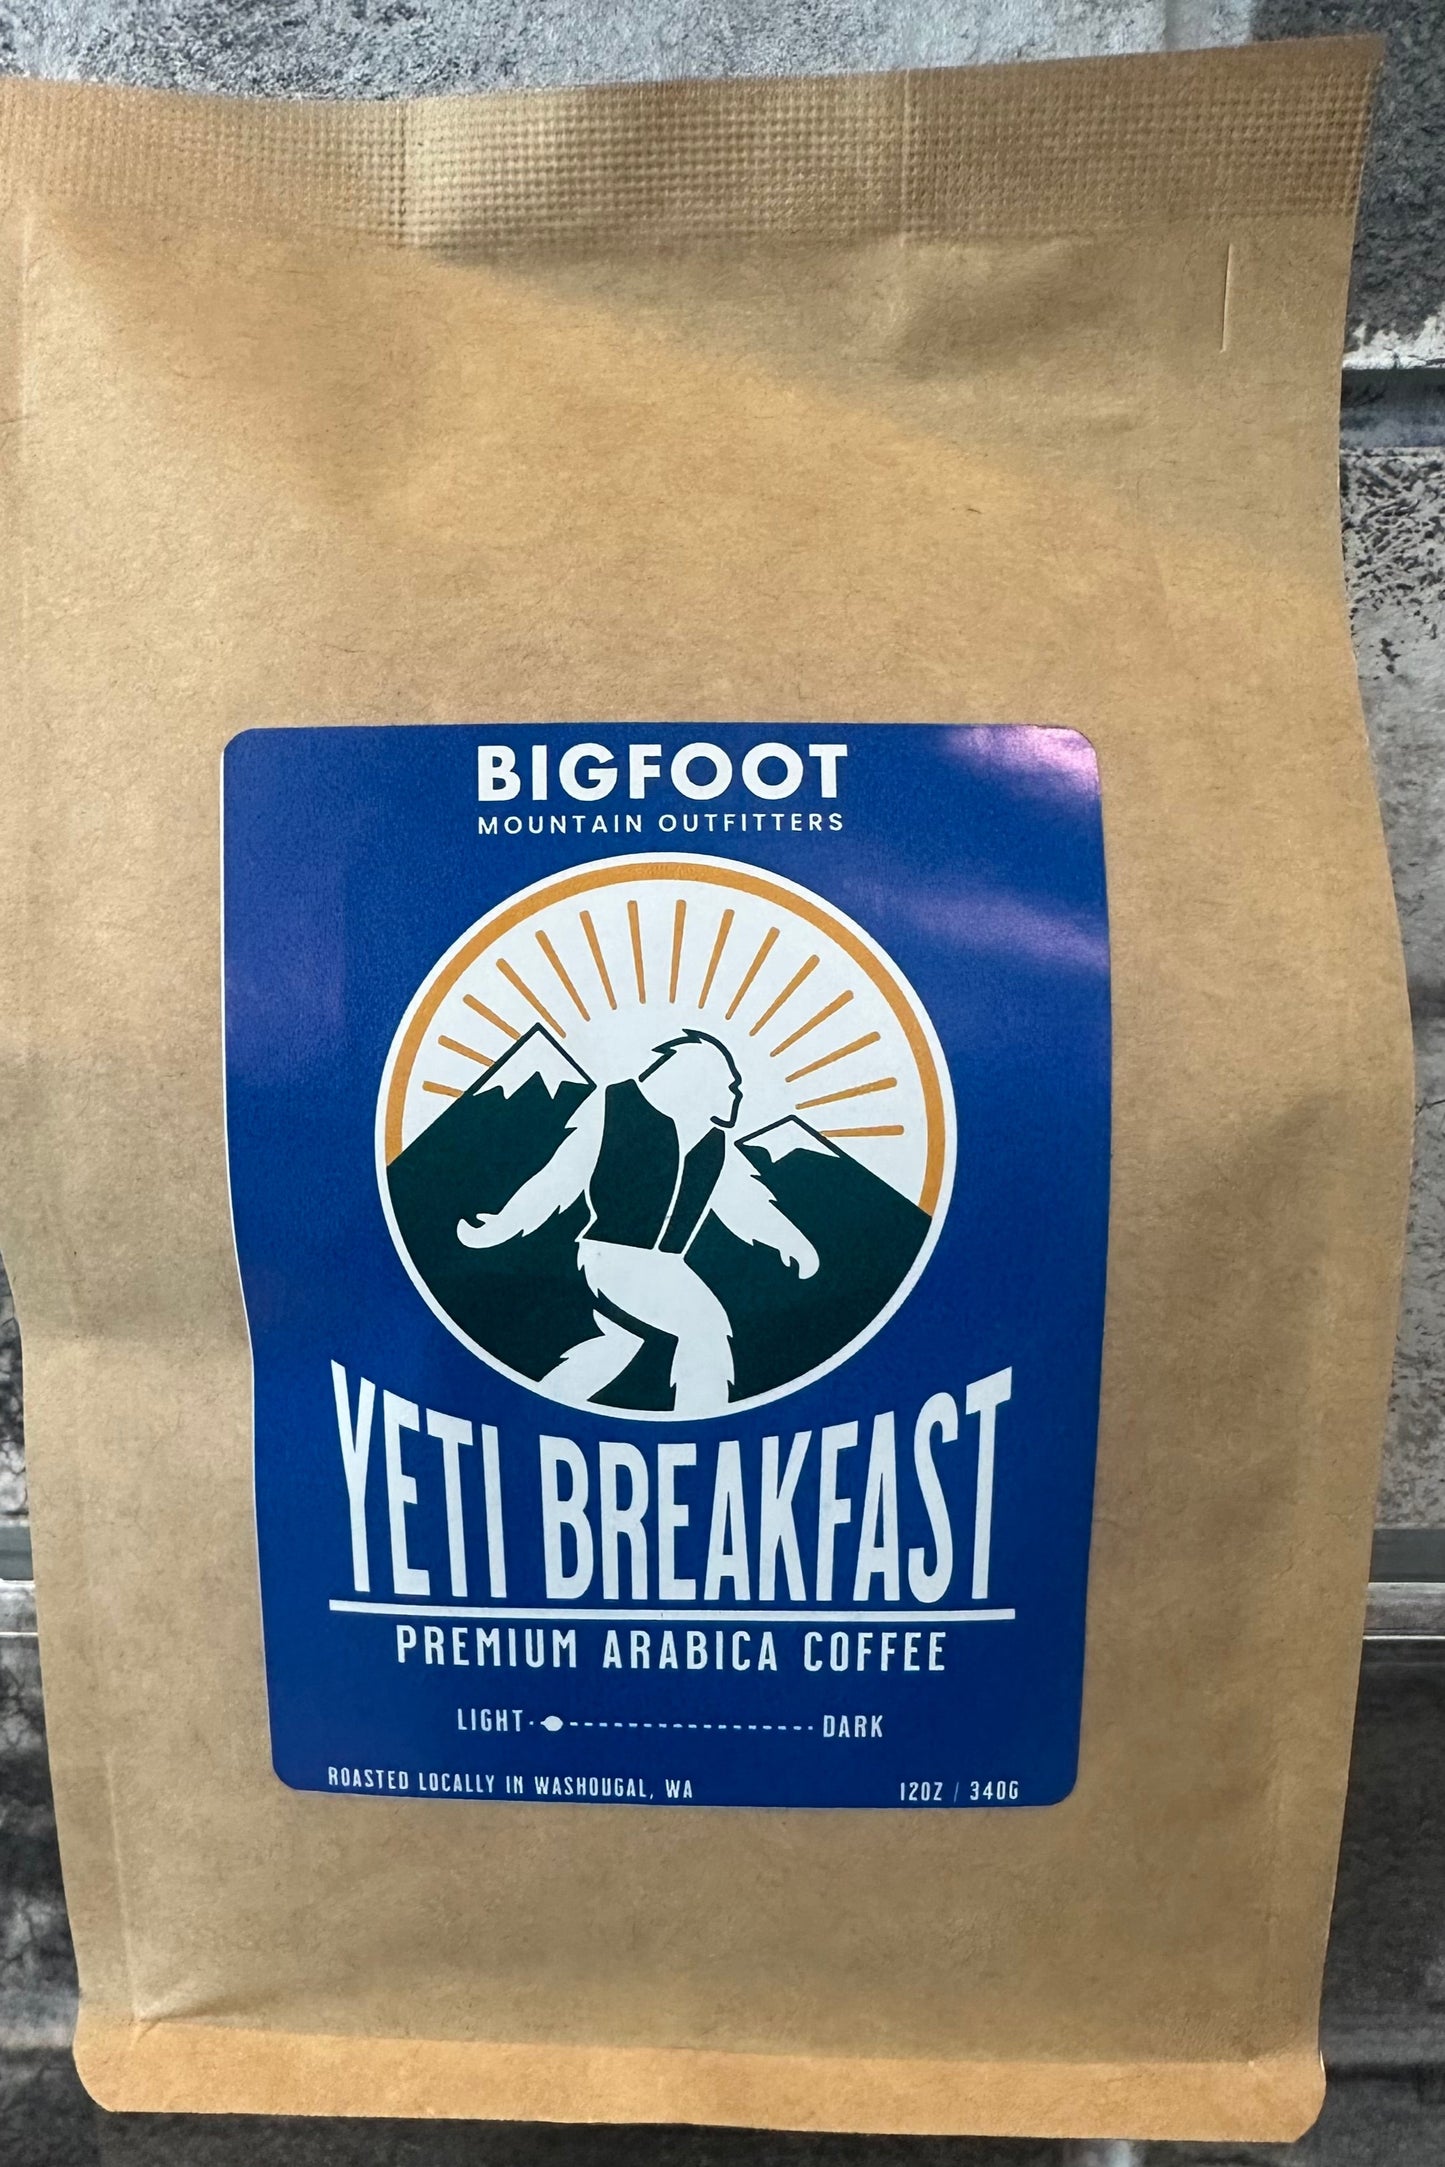 BIGFOOT
MOUNTAIN OUTFITTERS
YETI BREAKFAST
PREMIUM ARABICA COFFEE
LIGHT DARK
ROASTED LOCALLY IN WASHOUGAL, WA 12OZ / 340G